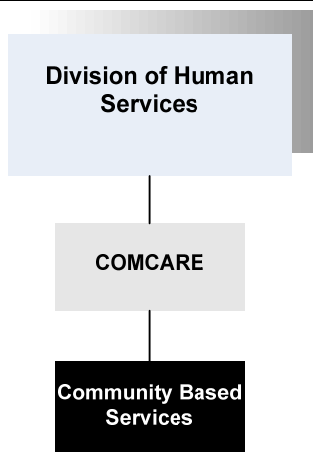 Division of Human
Services
COMCARE
Community Based
Services